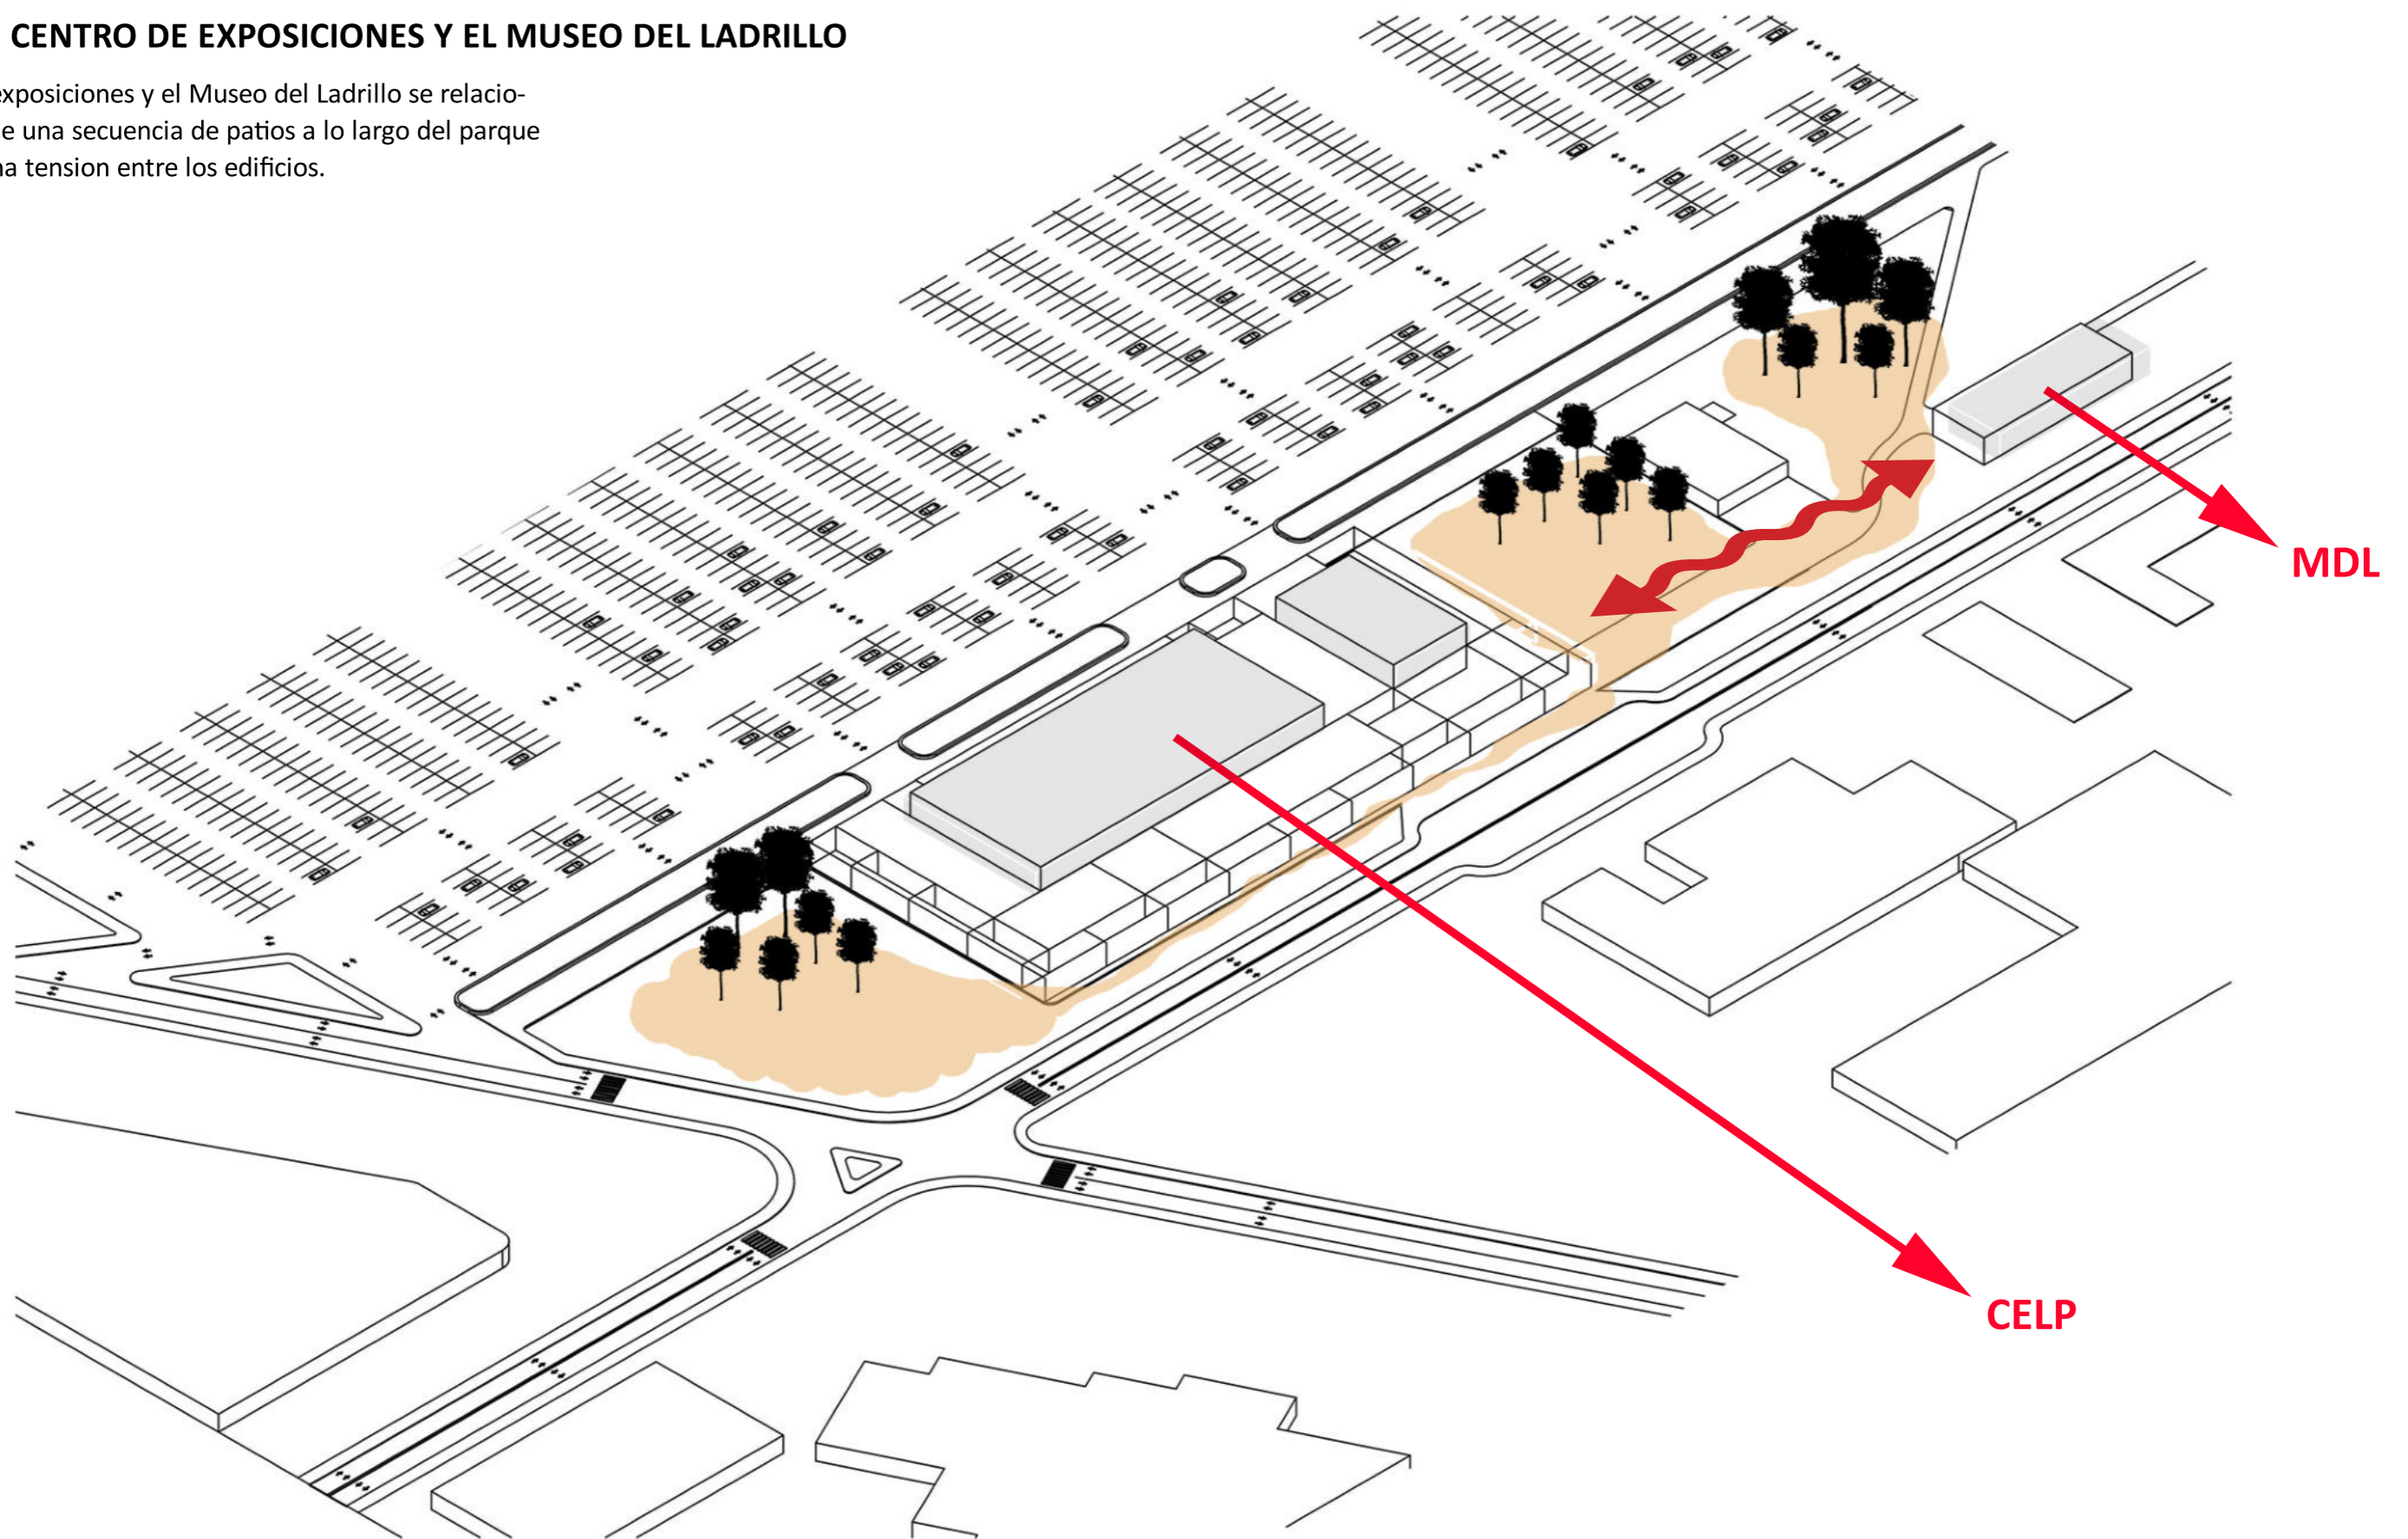 CENTRO DE EXPOSICIONES Y EL MUSEO DEL LADRILLO
exposiciones y el Museo del Ladrillo se relacio-
e una secuencia de patios a lo largo del parque
na tension entre los edificios.
MDL
CELP